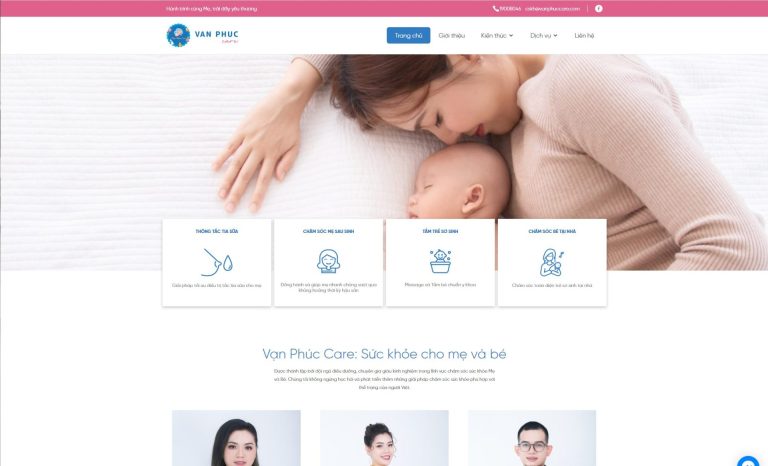 Hành trình cùng Mẹ, trải đầy yêu thương
19008046 cskh@vanphuccare.com
VAN PHUC
Trang chủ Giới thiệu Kiến thức Dịch vụ Liên hệ
THÔNG TẮC TIA SỮA
CHĂM SÓC MẸ SAU SINH
TẮM TRẺ SƠ SINH
CHĂM SÓC BÉ TẠI NHÀ
Giải pháp tối ưu điều trị tắc tia sữa cho mẹ
Đồng hành và giúp mẹ nhanh chóng vượt qua
khủng hoảng thời kỳ hậu sản
Massage và Tắm bé chuẩn y khoa
Chăm sóc toàn diện trẻ sơ sinh tại nhà
Vạn Phúc Care: Sức khỏe cho mẹ và bé
Được thành lập bởi đội ngũ điều dưỡng, chuyên gia giàu kinh nghiệm trong lĩnh vực chăm sóc sức khỏe Mẹ
và Bé. Chúng tôi không ngừng học hỏi và phát triển thêm những giải pháp chăm sóc sức khỏe phù hợp với
thể trạng của người Việt.